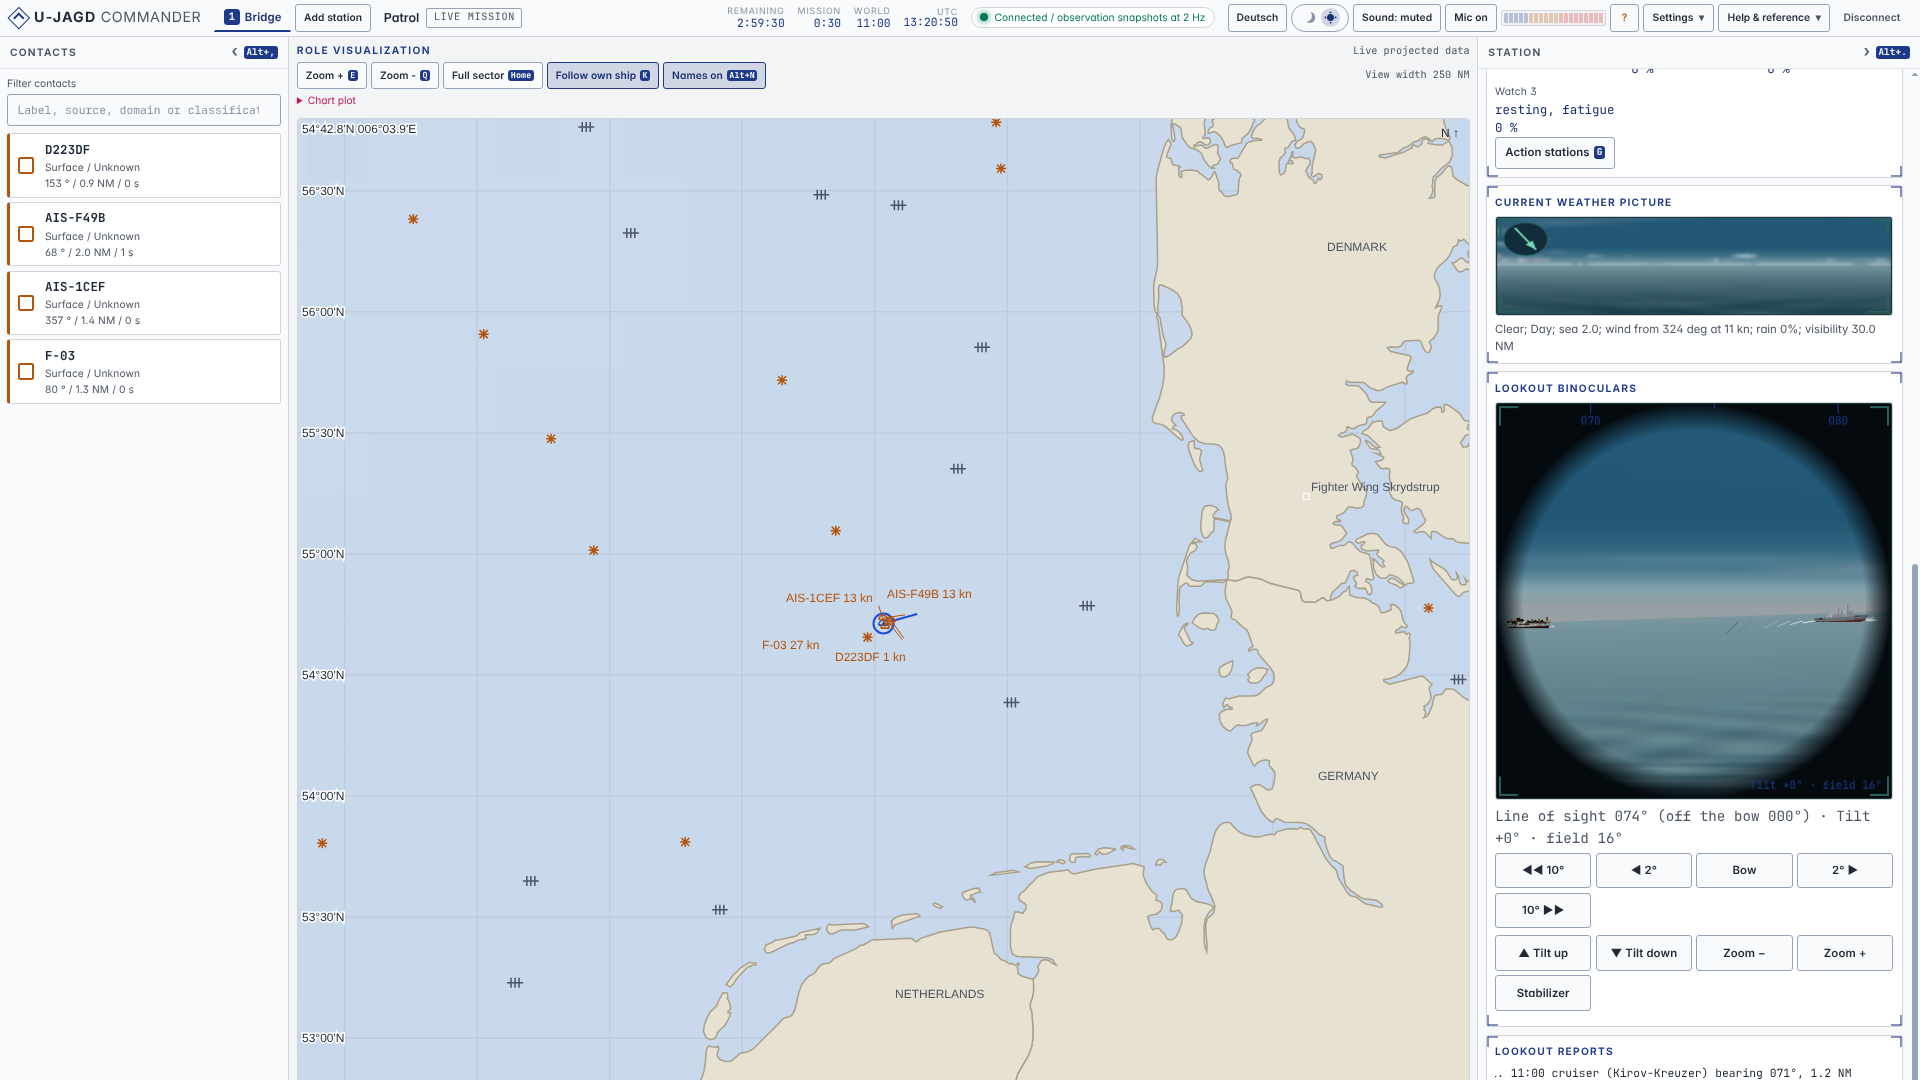 U-JAGD COMMANDER
1 Bridge
Add station
Patrol
LIVE MISSION
REMAINING 2:59:30
MISSION 0:30
WORLD 11:00
UTC 13:20:50
Connected / observation snapshots at 2 Hz
Deutsch
Sound: muted
Mic on
?
Settings ▾
Help & reference ▾
Disconnect
CONTACTS
Alt+,
Filter contacts
Label, source, domain or classificat
D223DF
Surface / Unknown
153 ° / 0.9 NM / 0 s
AIS-F49B
Surface / Unknown
68 ° / 2.0 NM / 1 s
AIS-1CEF
Surface / Unknown
357 ° / 1.4 NM / 0 s
F-03
Surface / Unknown
80 ° / 1.3 NM / 0 s
ROLE VISUALIZATION
Live projected data
Zoom + E
Zoom - Q
Full sector Home
Follow own ship K
Names on Alt+N
View width 250 NM
Chart plot
54°42.8'N 006°03.9'E
N ↑
56°30'N
DENMARK
56°00'N
55°30'N
Fighter Wing Skrydstrup
55°00'N
AIS-1CEF 13 kn
AIS-F49B 13 kn
F-03 27 kn
D223DF 1 kn
54°30'N
GERMANY
54°00'N
53°30'N
NETHERLANDS
53°00'N
STATION
Alt+.
0 %
0 %
Watch 3
resting, fatigue
0 %
Action stations G
CURRENT WEATHER PICTURE
Clear; Day; sea 2.0; wind from 324 deg at 11 kn; rain 0%; visibility 30.0
NM
LOOKOUT BINOCULARS
070
080
Tilt +0° · field 16°
Line of sight 074° (off the bow 000°) · Tilt
+0° · field 16°
◀◀ 10°
◀ 2°
Bow
2° ▶
10° ▶▶
▲ Tilt up
▼ Tilt down
Zoom −
Zoom +
Stabilizer
LOOKOUT REPORTS
11:00 cruiser (Kirov-Kreuzer) bearing 071°, 1.2 NM